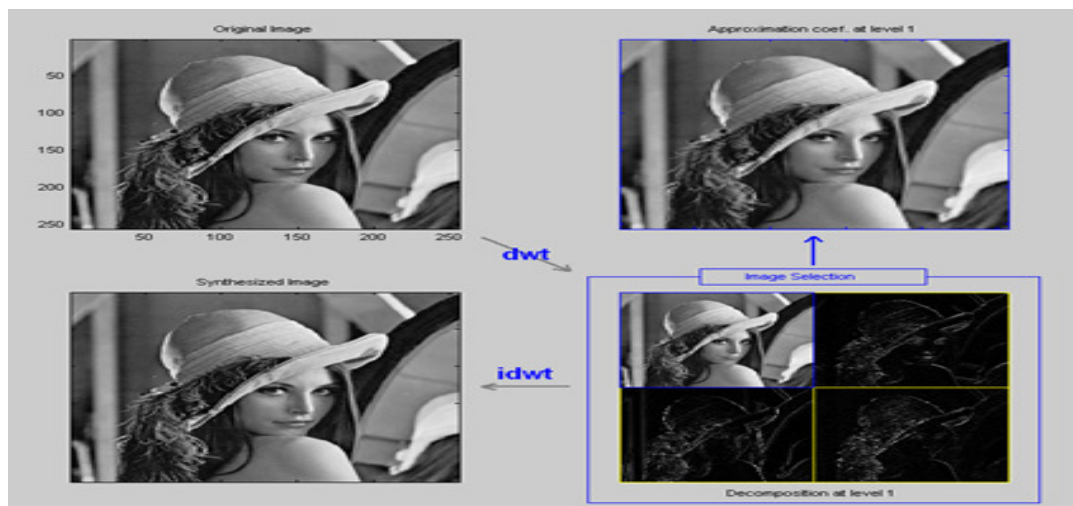 Original Image
Approximation coef. at level 1
50
100
150
200
250
50
100
150
200
250
dwt
Synthesized Image
Image Selection
idwt
Decomposition at level 1